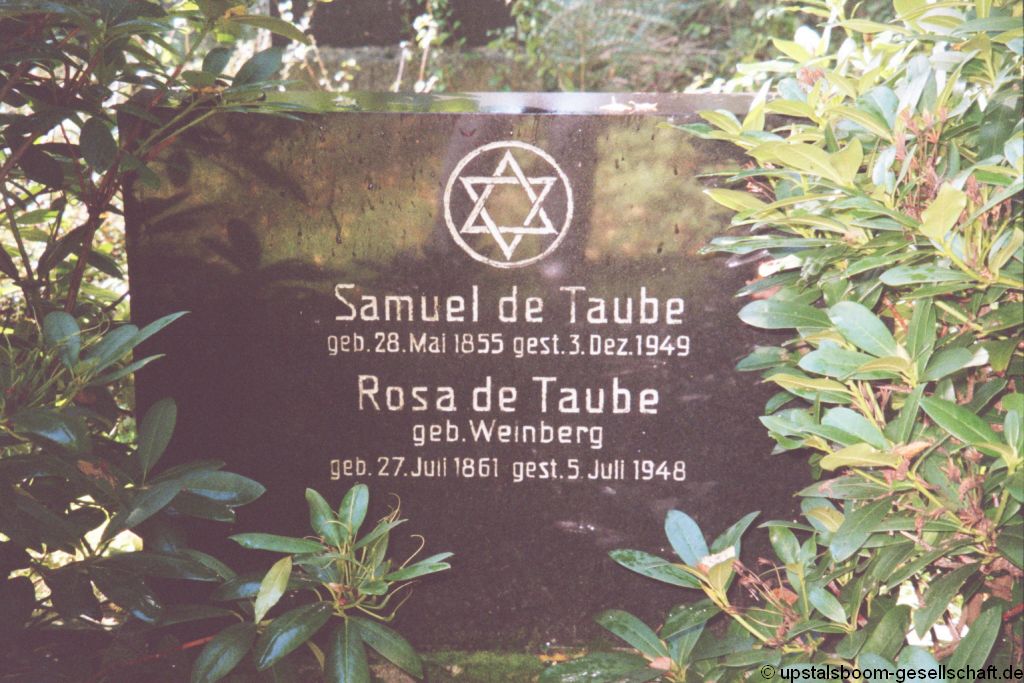 Samuel de Taube
geb. 28. Mai 1855 gest. 3. Dez. 1949
Rosa de Taube
geb. Weinberg
geb. 27. Juli 1861 gest. 5. Juli 1948
© upstalsboom-gesellschaft.de